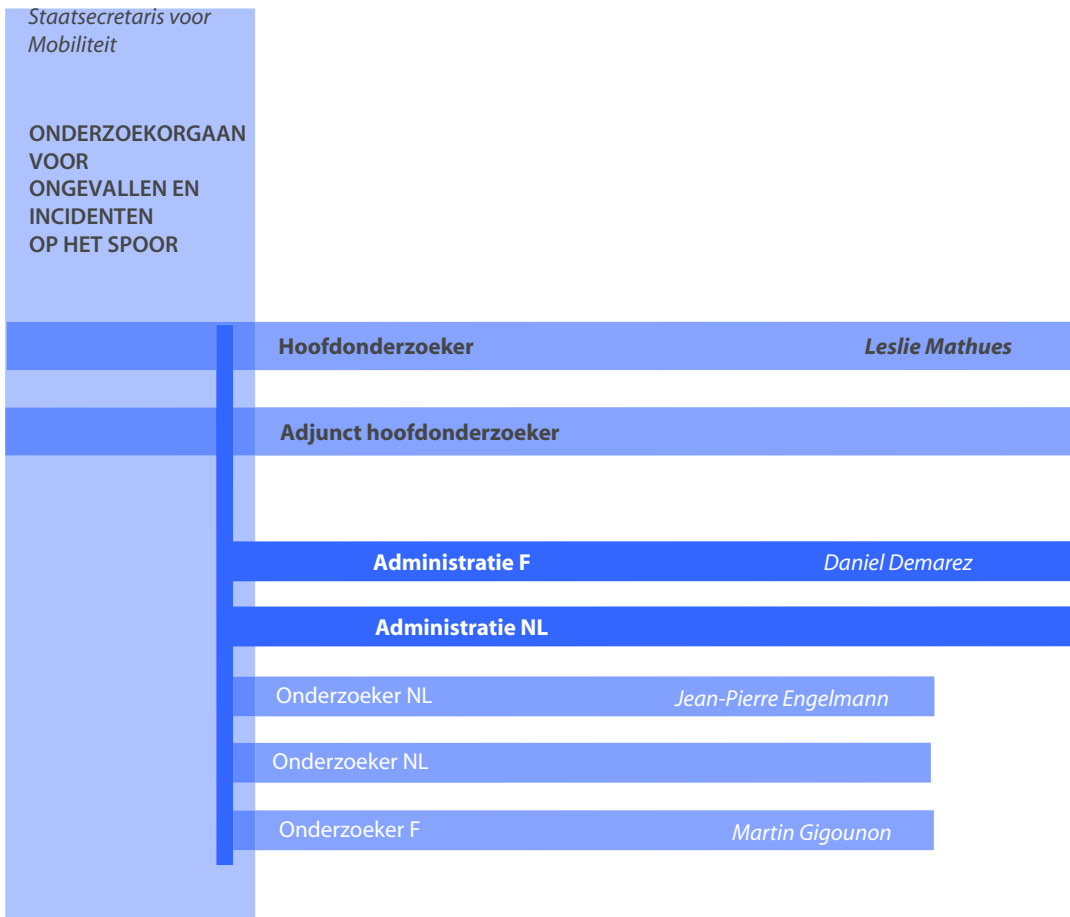 Staatsecretaris voor
Mobiliteit
ONDERZOEKORGAAN
VOOR
ONGEVALLEN EN
INCIDENTEN
OP HET SPOOR
Hoofdonderzoeker Leslie Mathues
Adjunct hoofdonderzoeker
Administratie F Daniel Demarez
Administratie NL
Onderzoeker NL Jean-Pierre Engelmann
Onderzoeker NL
Onderzoeker F Martin Gigounon